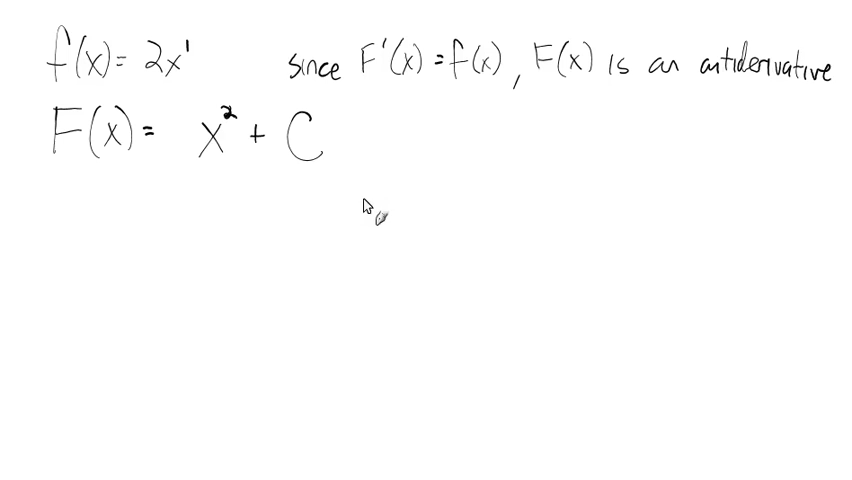 f'(x) = 2x¹ since F'(x) = f(x), F(x) is an antiderivative
F(x) = x² + C